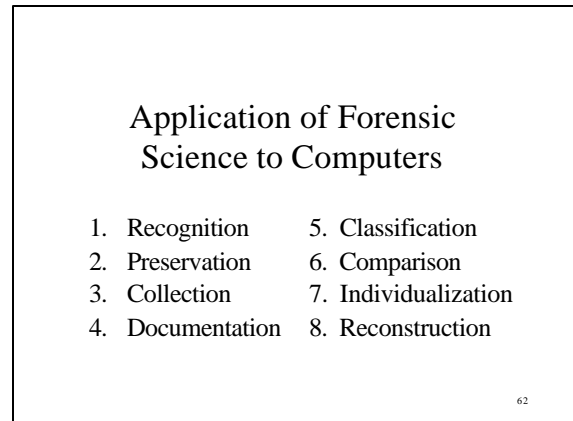 Application of Forensic
Science to Computers
1. Recognition
2. Preservation
3. Collection
4. Documentation
5. Classification
6. Comparison
7. Individualization
8. Reconstruction
62